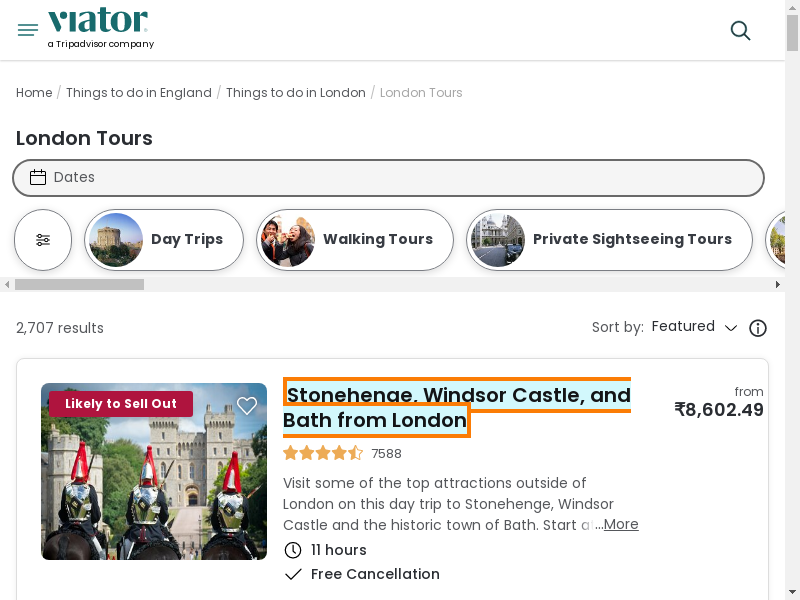 viator
a Tripadvisor company
Home / Things to do in England / Things to do in London / London Tours
London Tours
Dates
Day Trips
Walking Tours
Private Sightseeing Tours
2,707 results
Sort by: Featured
Likely to Sell Out
Stonehenge, Windsor Castle, and
Bath from London
from
₹8,602.49
7588
Visit some of the top attractions outside of
London on this day trip to Stonehenge, Windsor
Castle and the historic town of Bath. Start a...More
11 hours
Free Cancellation